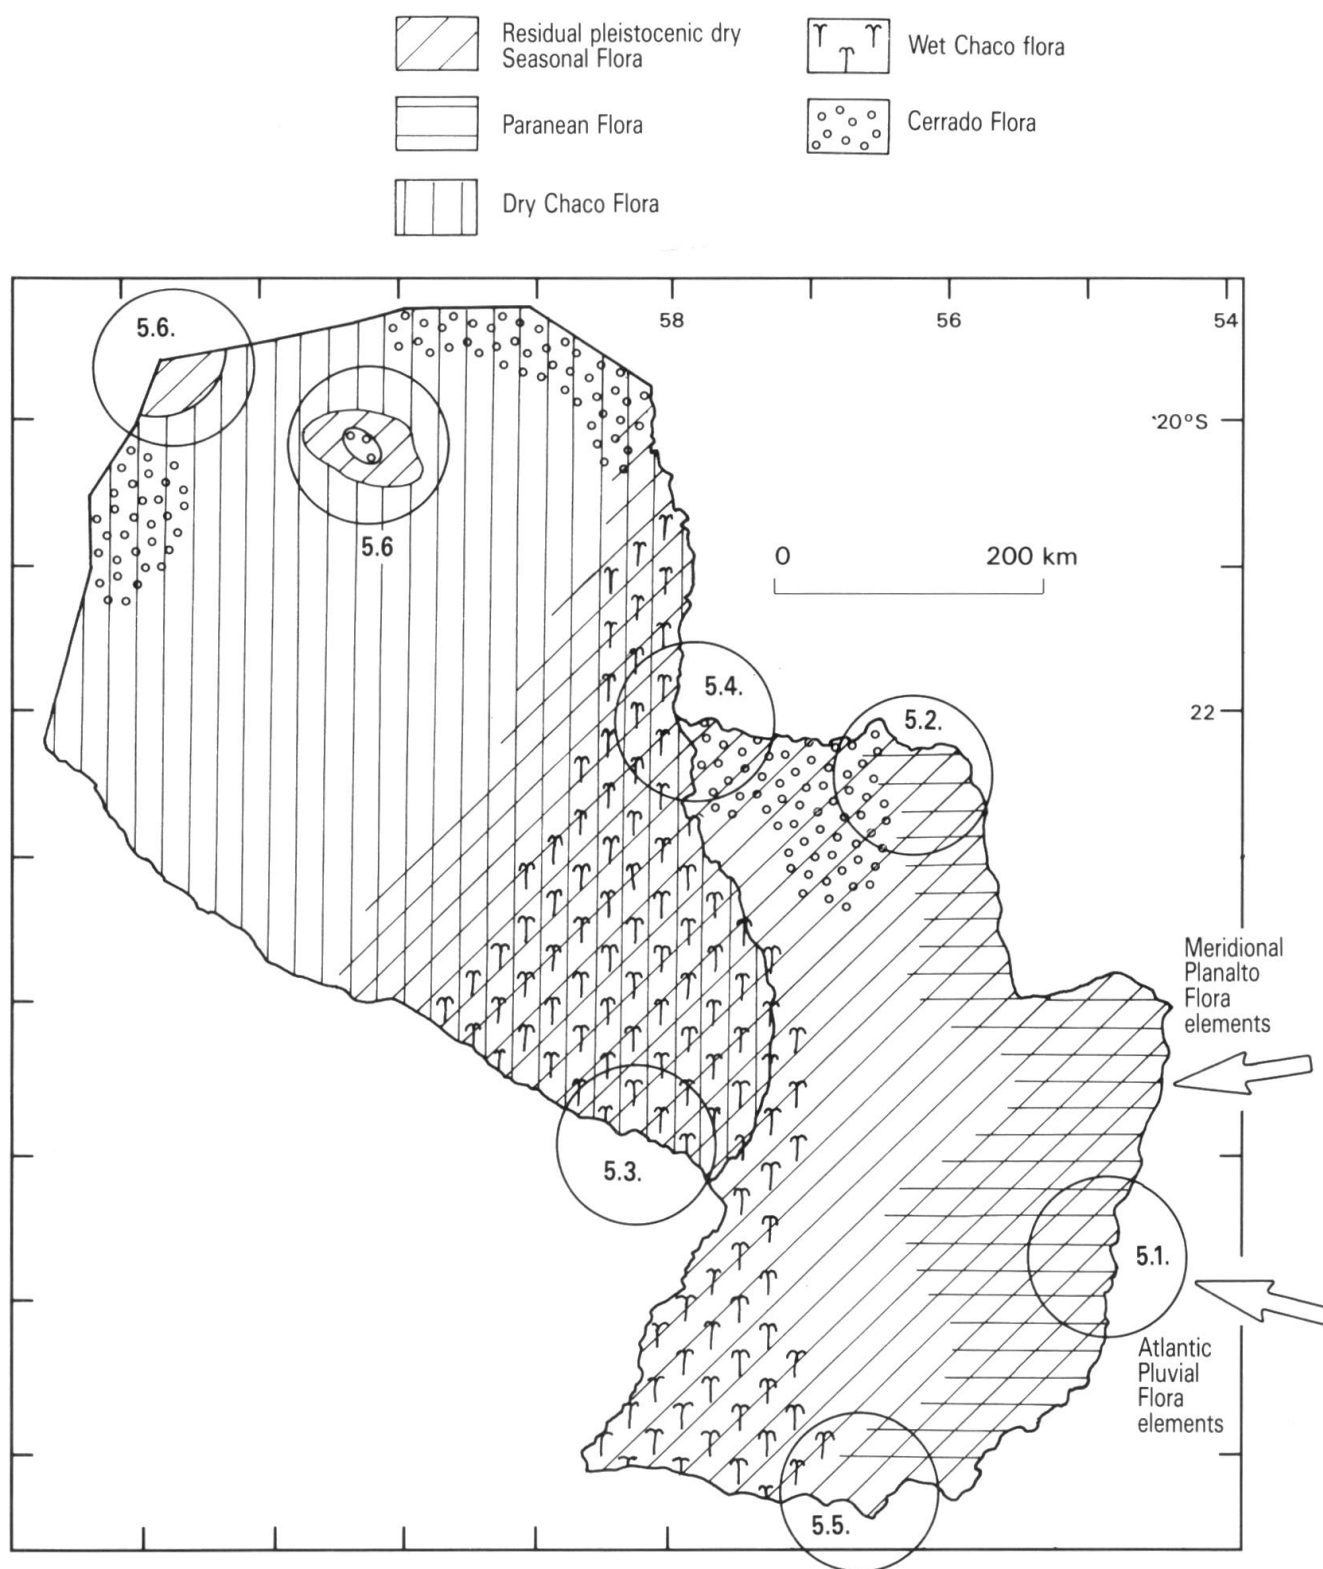 Residual pleistocenic dry
Seasonal Flora
Paranean Flora
Dry Chaco Flora
Wet Chaco flora
Cerrado Flora
58
56
54
5.6.
20°S
5.6
0
200 km
5.4.
5.2.
22
Meridional
Planalto
Flora
elements
5.3.
5.1.
Atlantic
Pluvial
Flora
elements
5.5.